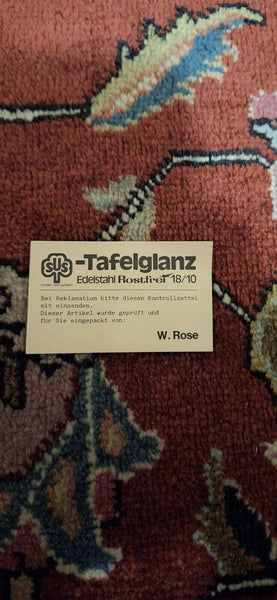 SUS -Tafelglanz
Edelstahl Rostfrei 18/10
Bei Reklamation bitte diesen Kontrollzettel
mit einsenden.
Dieser Artikel wurde geprüft und
für Sie eingepackt von:
W. Rose